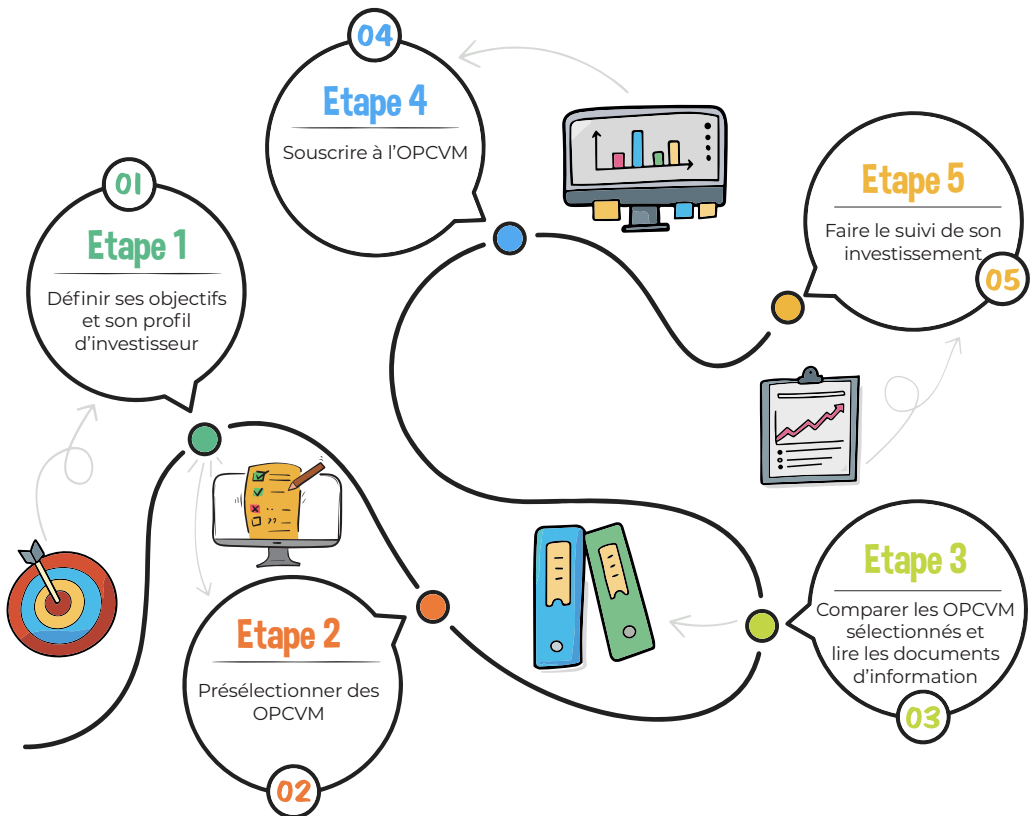 01
Etape 1
Définir ses objectifs
et son profil
d'investisseur
Etape 2
Présélectionner des
OPCVM
02
Etape 3
Comparer les OPCVM
sélectionnés et
lire les documents
d'information
03
04
Etape 4
Souscrire à l'OPCVM
Etape 5
Faire le suivi de son
investissement
05